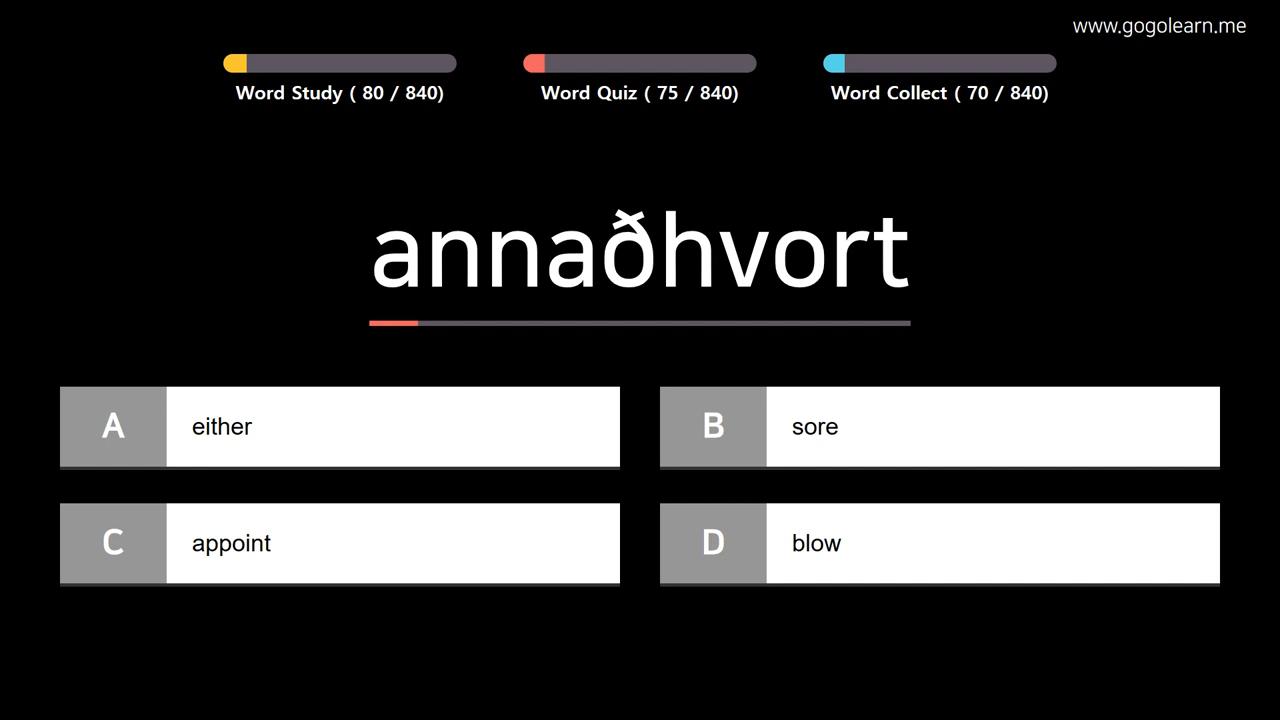 www.gogolearn.me
Word Study ( 80 / 840)
Word Quiz ( 75 / 840)
Word Collect ( 70 / 840)
annaðhvort
A
either
B
sore
C
appoint
D
blow